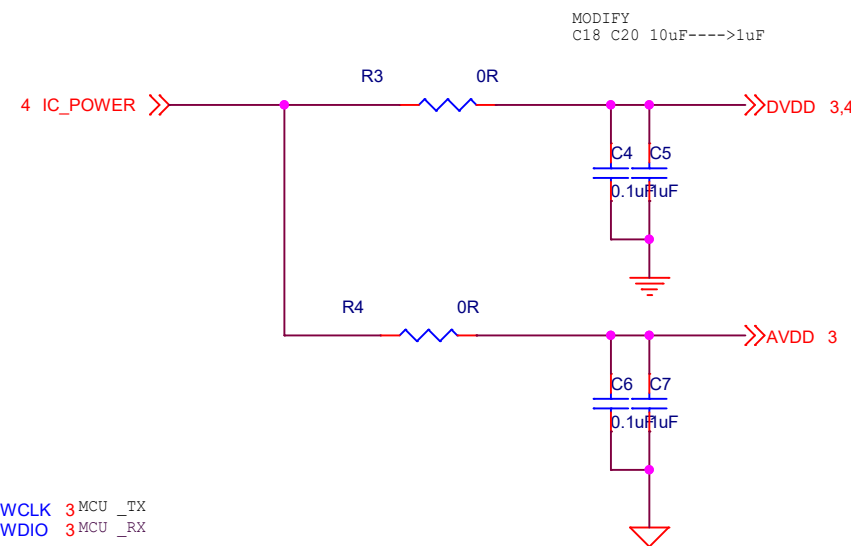 MODIFY
C18 C20 10uF---->1uF
R3 0R
4 IC_POWER
DVDD 3,4
C4 C5
0.1uF 1uF
R4 0R
AVDD 3
C6 C7
0.1uF 1uF
WCLK 3 MCU _TX
WDIO 3 MCU _RX